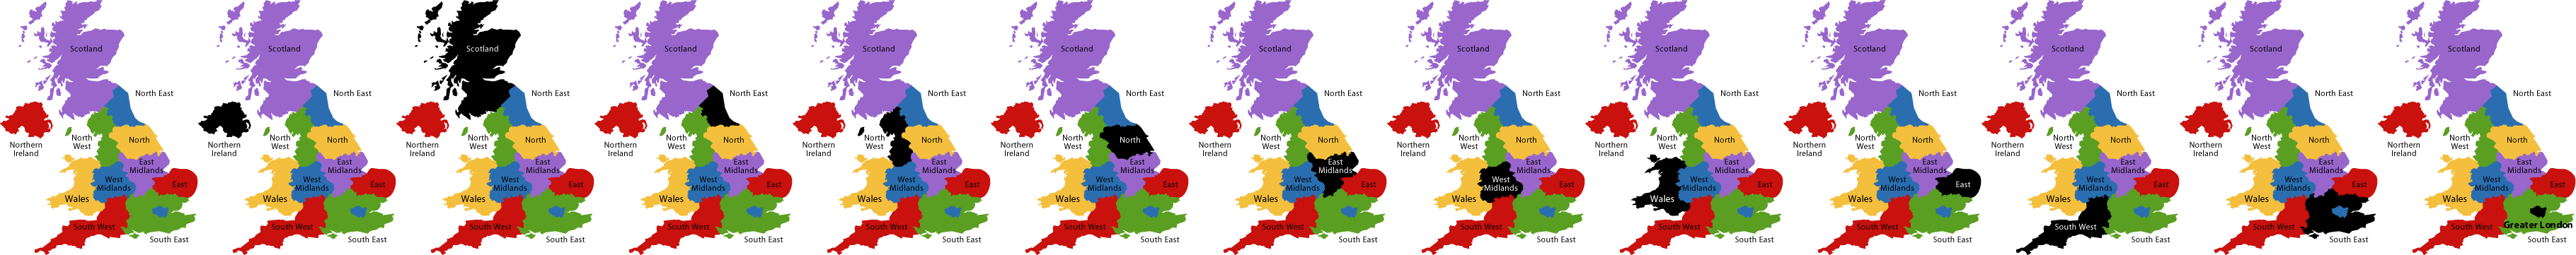 Scotland
North East
North
West
North
Northern
Ireland
East
Midlands
West
Midlands
East
Wales
South West
South East
Scotland
North East
North
West
North
Northern
Ireland
East
Midlands
West
Midlands
East
Wales
South West
South East
Scotland
North East
North
West
North
Northern
Ireland
East
Midlands
West
Midlands
East
Wales
South West
South East
Scotland
North East
North
West
North
Northern
Ireland
East
Midlands
West
Midlands
East
Wales
South West
South East
Scotland
North East
North
West
North
Northern
Ireland
East
Midlands
West
Midlands
East
Wales
South West
South East
Scotland
North East
North
West
North
Northern
Ireland
East
Midlands
West
Midlands
East
Wales
South West
South East
Scotland
North East
North
West
North
Northern
Ireland
East
Midlands
West
Midlands
East
Wales
South West
South East
Scotland
North East
North
West
North
Northern
Ireland
East
Midlands
West
Midlands
East
Wales
South West
South East
Scotland
North East
North
West
North
Northern
Ireland
East
Midlands
West
Midlands
East
Wales
South West
South East
Scotland
North East
North
West
North
Northern
Ireland
East
Midlands
West
Midlands
East
Wales
South West
South East
Scotland
North East
North
West
North
Northern
Ireland
East
Midlands
West
Midlands
East
Wales
South West
South East
Scotland
North East
North
West
North
Northern
Ireland
East
Midlands
West
Midlands
East
Wales
South West
South East
Scotland
North East
North
West
North
Northern
Ireland
East
Midlands
West
Midlands
East
Wales
South West
Greater London
South East